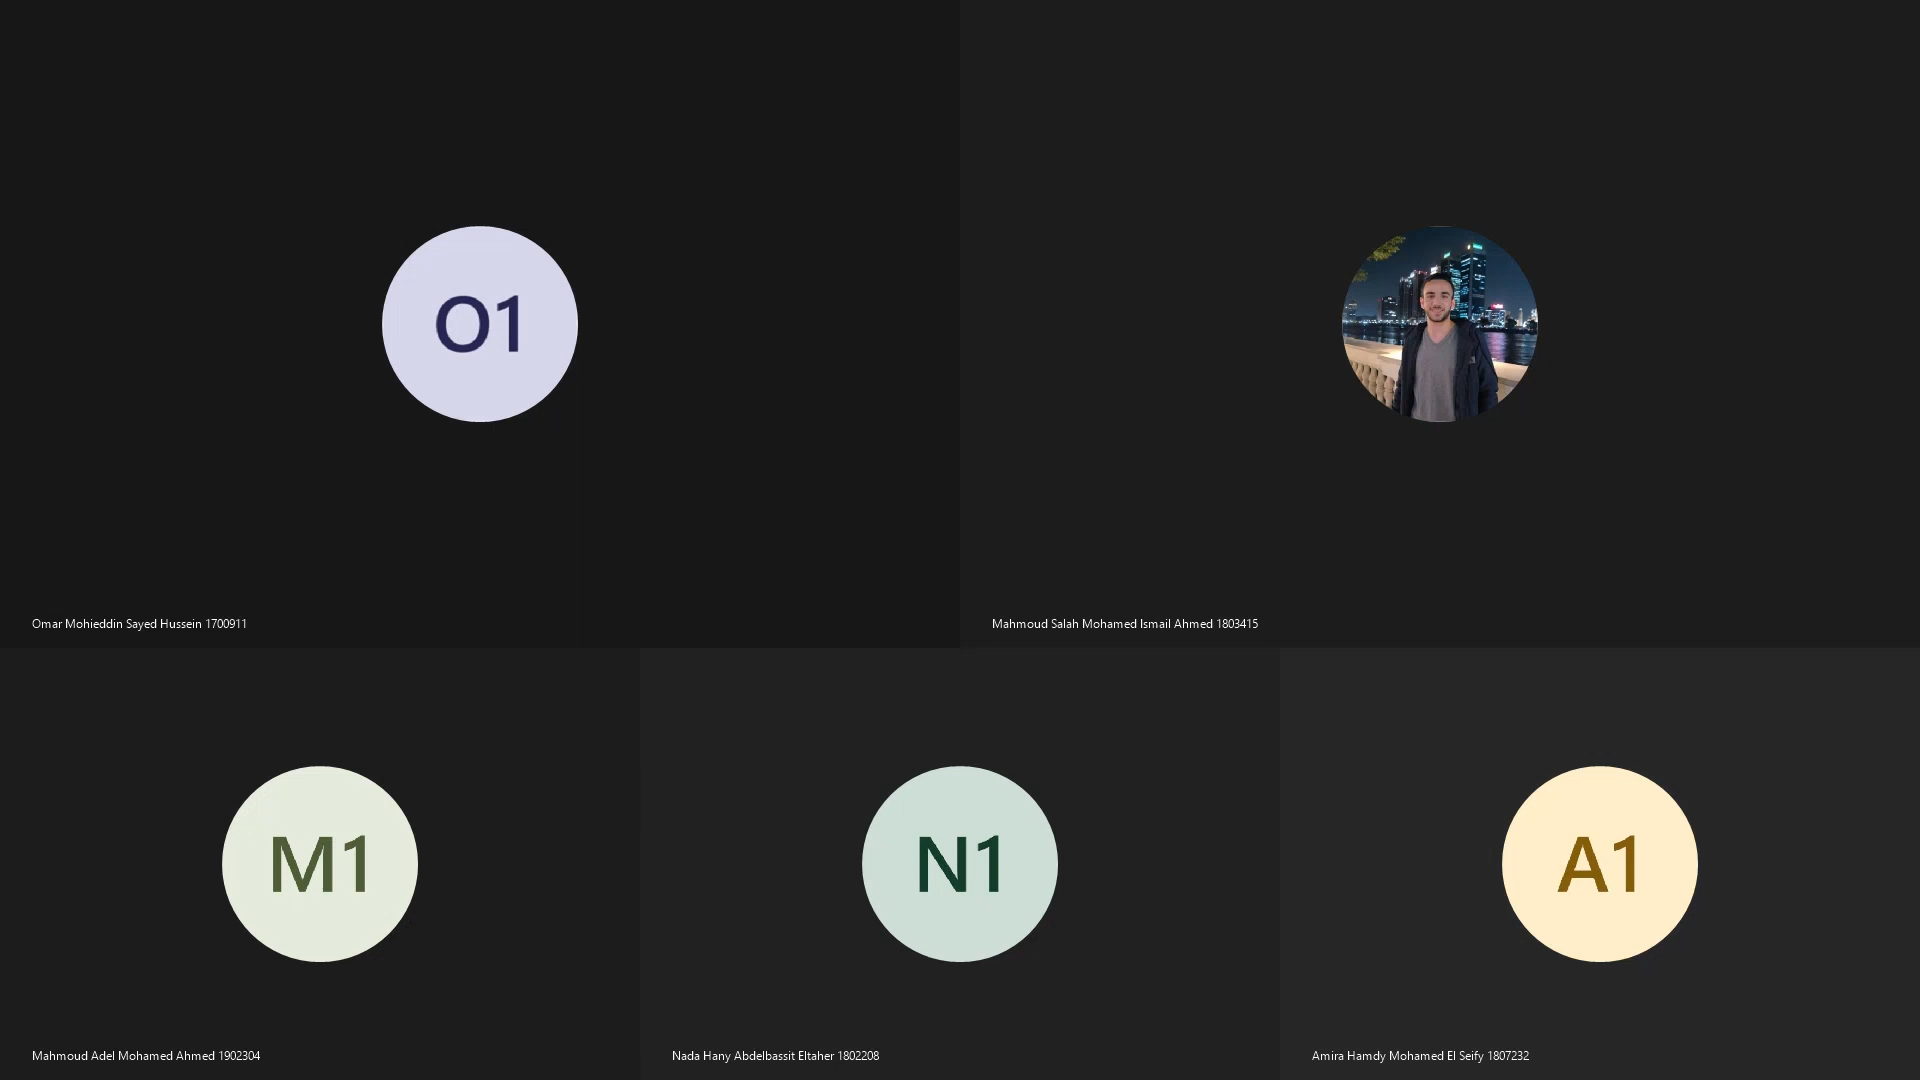 O1
Omar Mohieddin Sayed Hussein 1700911
Mahmoud Salah Mohamed Ismail Ahmed 1803415
M1
N1
A1
Mahmoud Adel Mohamed Ahmed 1902304
Nada Hany Abdelbassit Eltaher 1802208
Amira Hamdy Mohamed El Seify 1807232